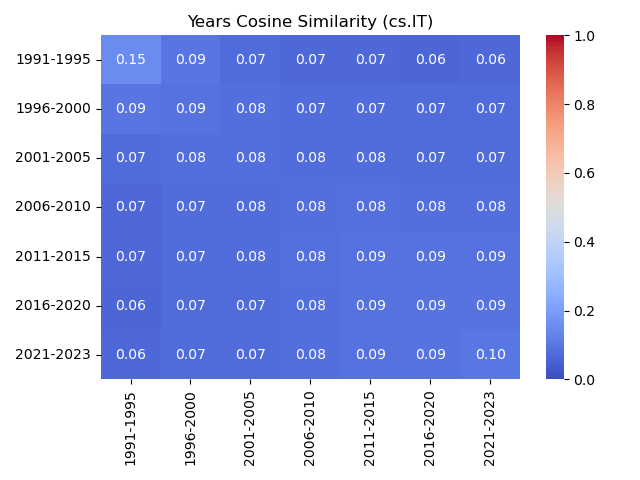 Years Cosine Similarity (cs.IT)
1991-1995 0.15 0.09 0.07 0.07 0.07 0.06 0.06
1996-2000 0.09 0.09 0.08 0.07 0.07 0.07 0.07
2001-2005 0.07 0.08 0.08 0.08 0.08 0.07 0.07
2006-2010 0.07 0.07 0.08 0.08 0.08 0.08 0.08
2011-2015 0.07 0.07 0.08 0.08 0.09 0.09 0.09
2016-2020 0.06 0.07 0.07 0.08 0.09 0.09 0.09
2021-2023 0.06 0.07 0.07 0.08 0.09 0.09 0.10
1991-1995 1996-2000 2001-2005 2006-2010 2011-2015 2016-2020 2021-2023
1.0
0.8
0.6
0.4
0.2
0.0